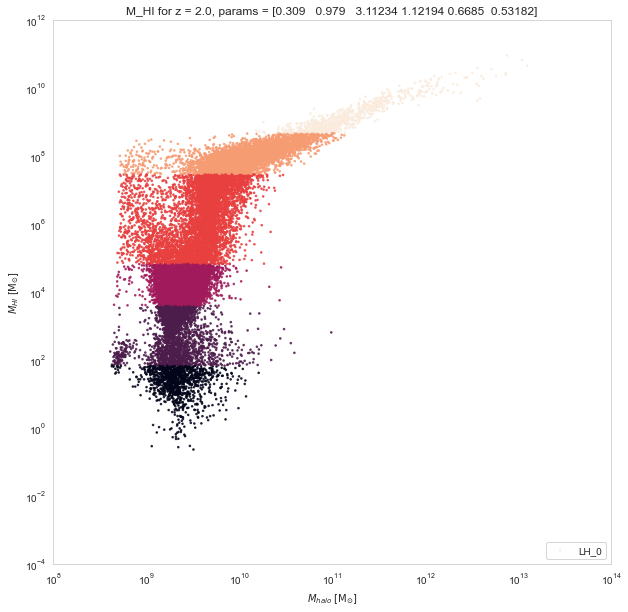 M_HI for z = 2.0, params = [0.309 0.979 3.11234 1.12194 0.6685 0.53182]
10^12
10^10
10^8
10^6
10^4
10^2
10^0
10^-2
10^-4
M_HI [M_⊙]
10^8 10^9 10^10 10^11 10^12 10^13 10^14
M_halo [M_⊙]
LH_0